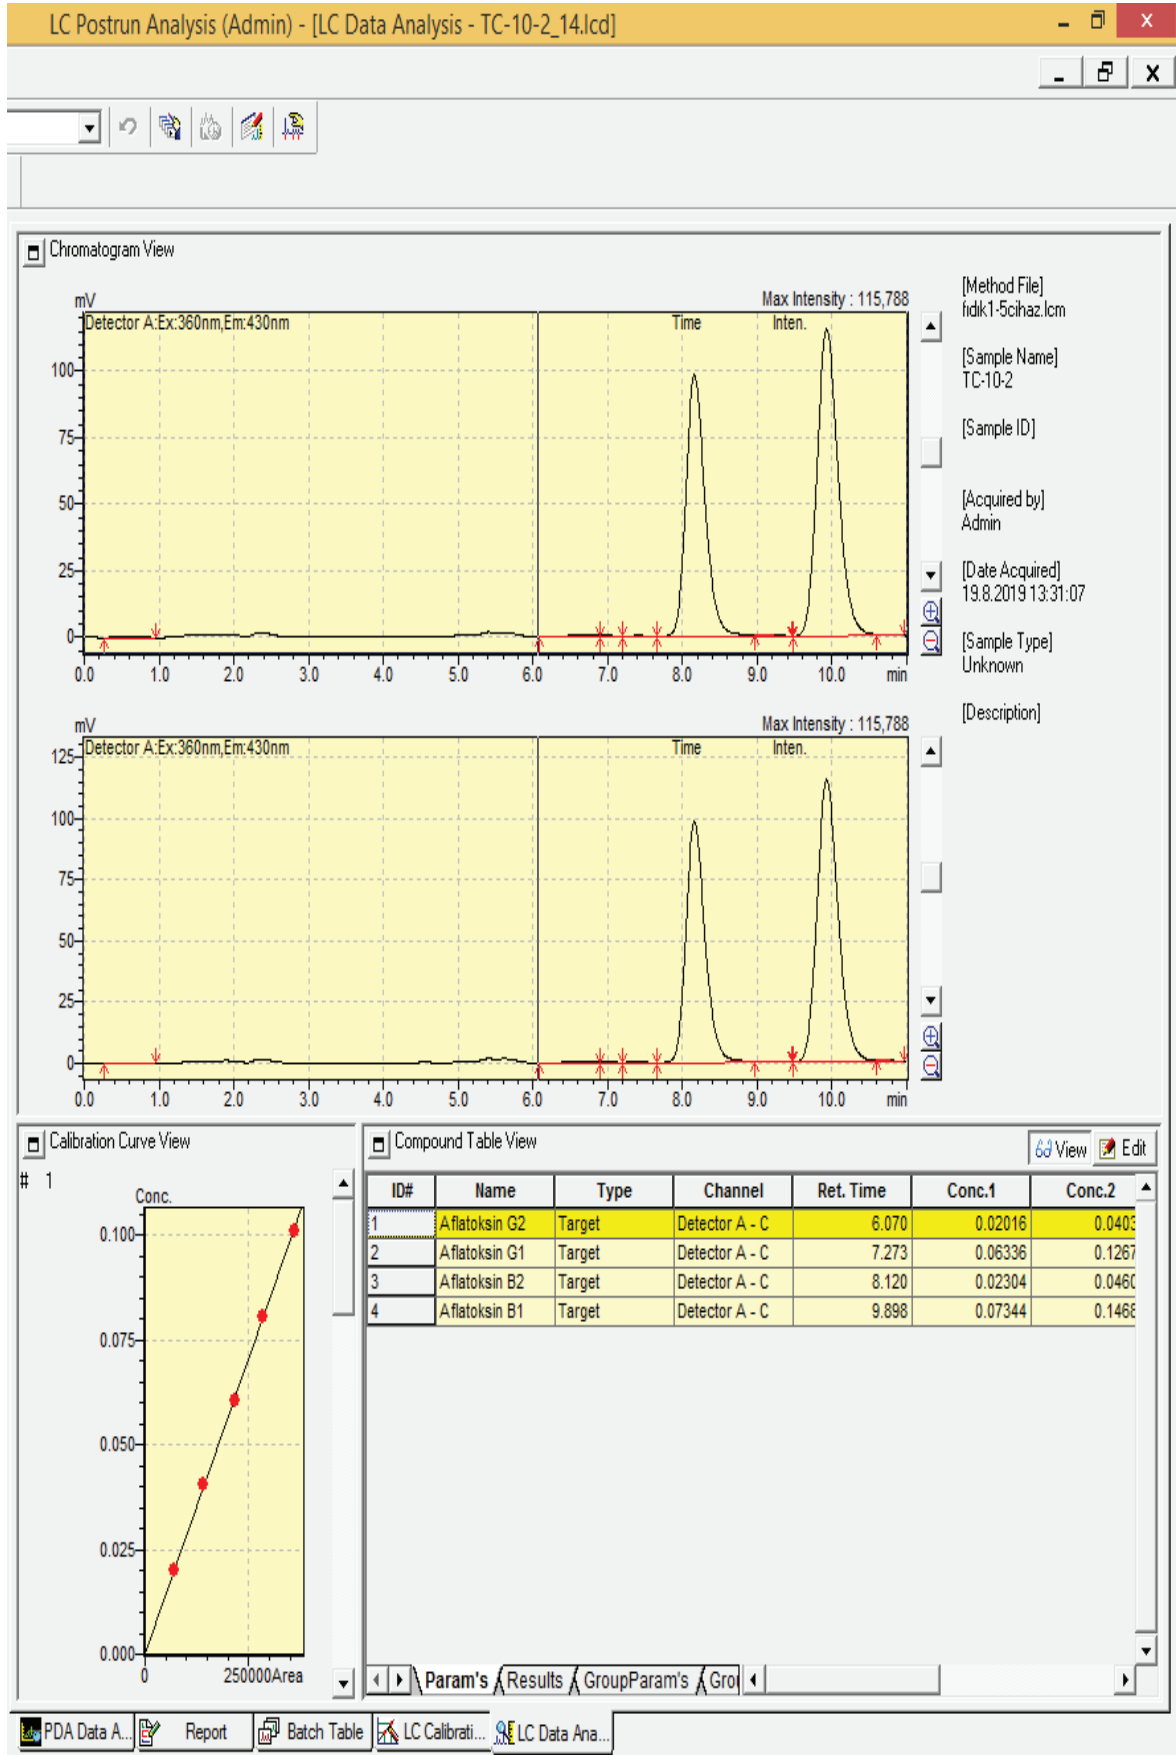 LC Postrun Analysis (Admin) - [LC Data Analysis - TC-10-2_14.lcd]
Chromatogram View
mV
Max Intensity : 115,788
Detector A:Ex:360nm,Em:430nm
Time
Inten.
100
75
50
25
0
0.0 1.0 2.0 3.0 4.0 5.0 6.0 7.0 8.0 9.0 10.0 min
[Method File]
fidik1-5cihaz.lcm
[Sample Name]
TC-10-2
[Sample ID]
[Acquired by]
Admin
[Date Acquired]
19.8.2019 13:31:07
[Sample Type]
Unknown
[Description]
mV
Max Intensity : 115,788
Detector A:Ex:360nm,Em:430nm
Time
Inten.
125
100
75
50
25
0
0.0 1.0 2.0 3.0 4.0 5.0 6.0 7.0 8.0 9.0 10.0 min
Calibration Curve View
# 1
Conc.
0.100
0.075
0.050
0.025
0.000
0 250000Area
Compound Table View
View Edit
ID# Name Type Channel Ret. Time Conc.1 Conc.2
1 Aflatoksin G2 Target Detector A - C 6.070 0.02016 0.0403
2 Aflatoksin G1 Target Detector A - C 7.273 0.06336 0.1267
3 Aflatoksin B2 Target Detector A - C 8.120 0.02304 0.0460
4 Aflatoksin B1 Target Detector A - C 9.898 0.07344 0.1468
Param's Results GroupParam's Grou
PDA Data A... Report Batch Table LC Calibrati... LC Data Ana...